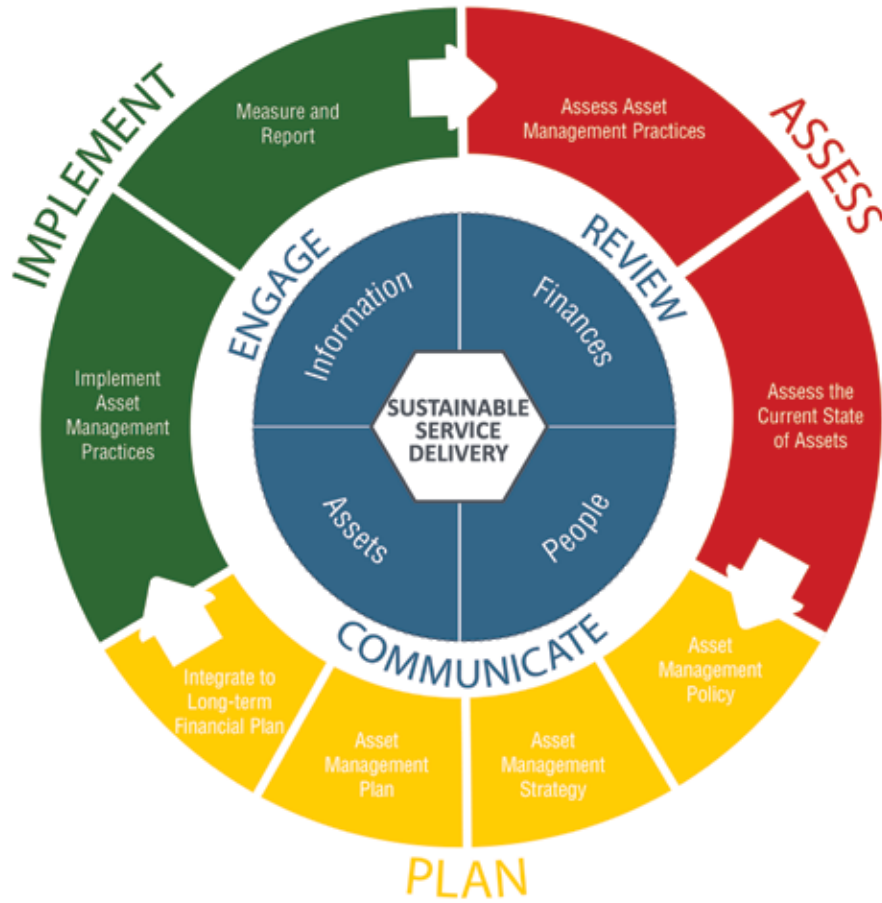 IMPLEMENT
Measure and
Report
Assess Asset
Management Practices
ASSESS
ENGAGE
REVIEW
Information
Finances
Implement
Asset
Management
Practices
SUSTAINABLE
SERVICE
DELIVERY
Assess the
Current State
of Assets
Assets
People
COMMUNICATE
Integrate to
Long-term
Financial Plan
Asset
Management
Plan
Asset
Management
Strategy
Asset
Management
Policy
PLAN